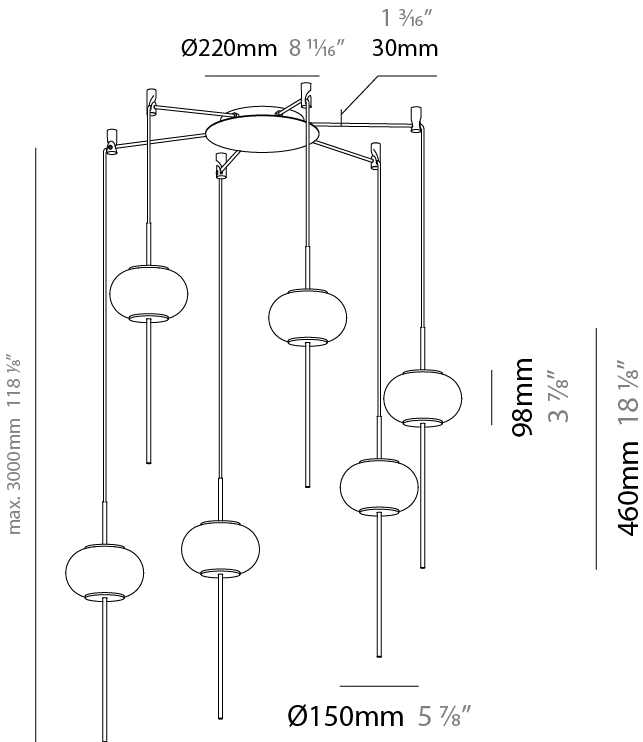 1 3⁄16”
Ø220mm 8 11⁄16” 30mm
max. 3000mm 118 1⁄8”
98mm
3 7⁄8”
460mm 18 1⁄8”
Ø150mm 5 7⁄8”